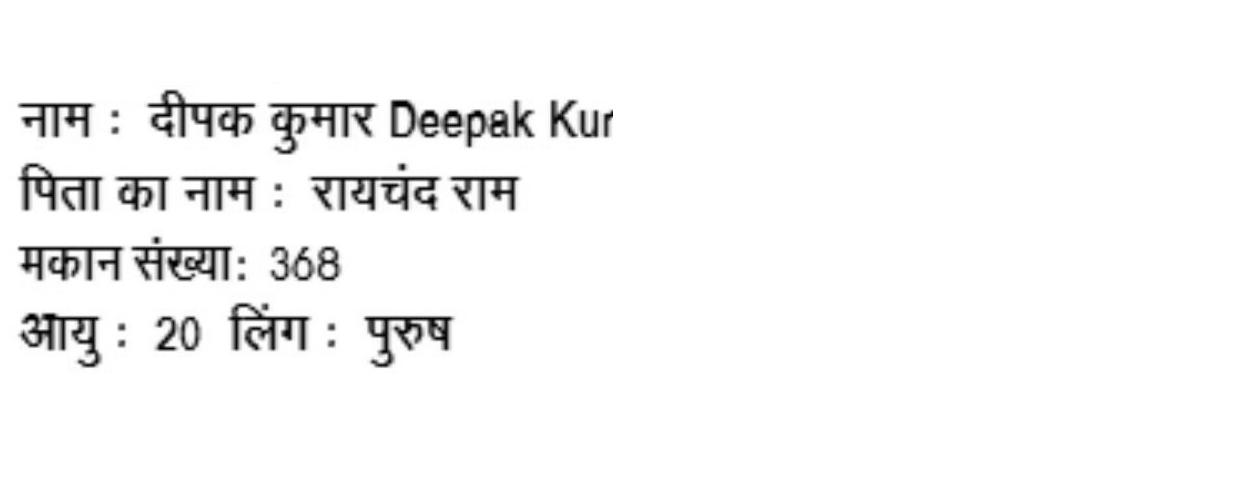 नाम : दीपक कुमार Deepak Kur
पिता का नाम : रायचंद राम
मकान संख्या: 368
आयु : 20 लिंग : पुरुष